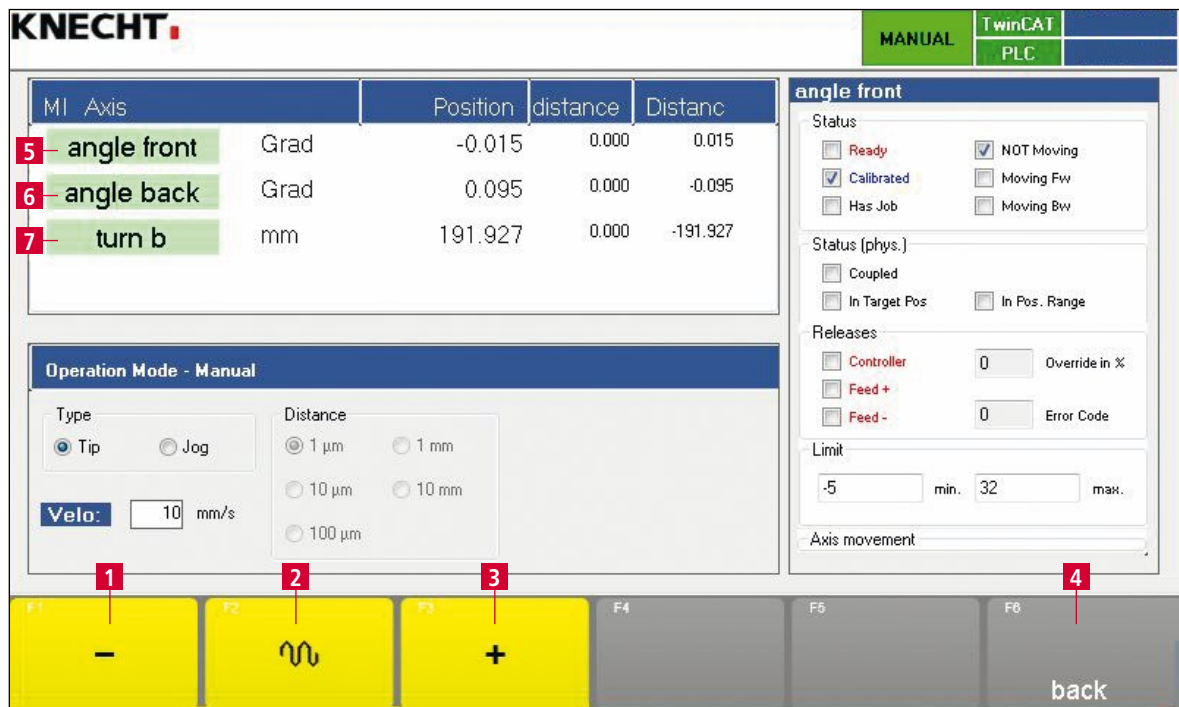 KNECHT
MANUAL
TwinCAT
PLC
MI Axis Position distance Distanc
5 angle front Grad -0.015 0.000 0.015
6 angle back Grad 0.095 0.000 -0.095
7 turn b mm 191.927 0.000 -191.927
Operation Mode - Manual
Type
Tip Jog
Velo: 10 mm/s
Distance
1 µm 1 mm
10 µm 10 mm
100 µm
angle front
Status
Ready NOT Moving
Calibrated Moving Fw
Has Job Moving Bw
Status (phys.)
Coupled
In Target Pos In Pos. Range
Releases
Controller 0 Override in %
Feed +
Feed - 0 Error Code
Limit
-5 min. 32 max.
Axis movement
1 2 3 4
F1 F2 F3 F4 F5 F6
- +
back